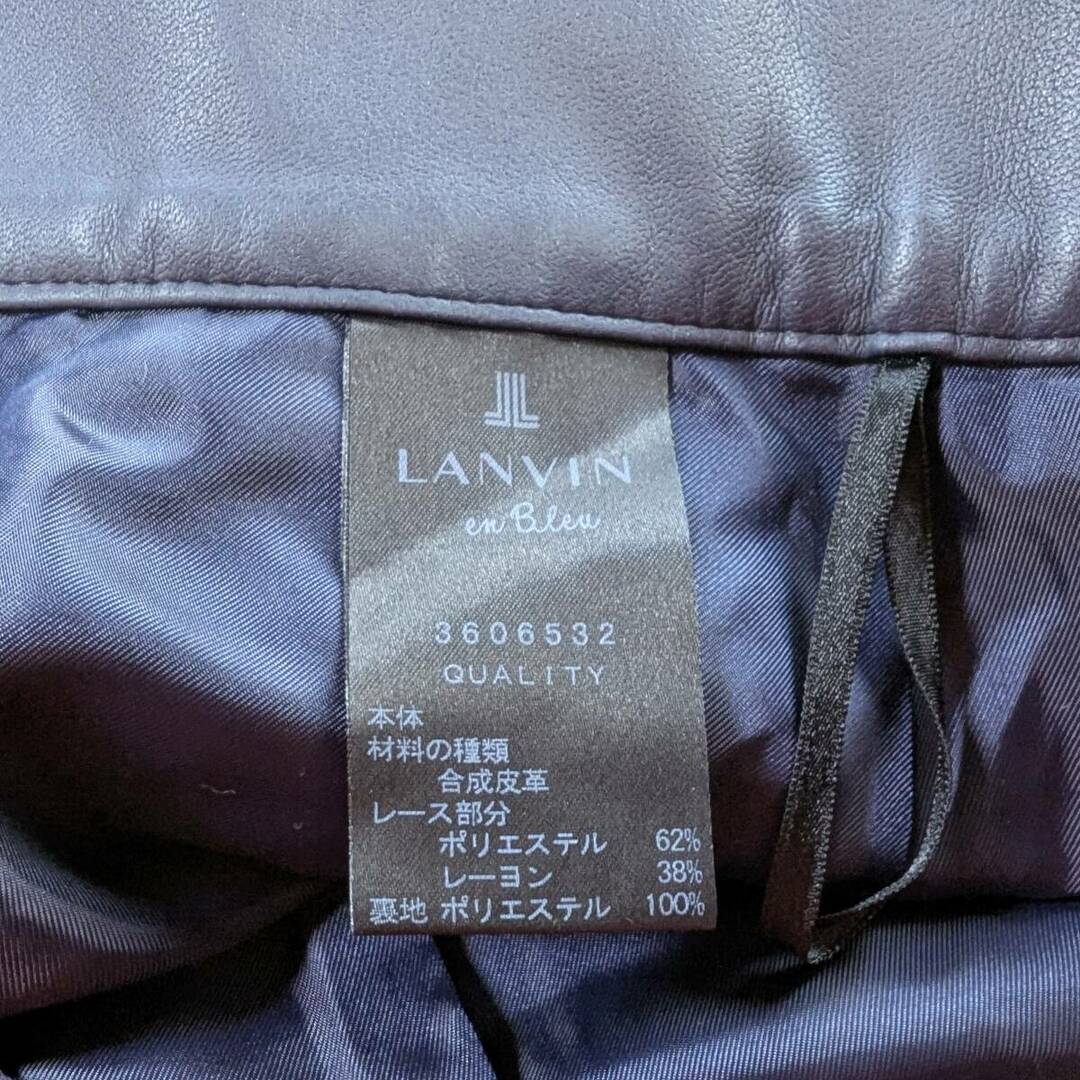 LANVIN
en Bleu
3606532
QUALITY
本体
材料の種類
合成皮革
レース部分
ポリエステル 62%
レーヨン 38%
裏地 ポリエステル 100%